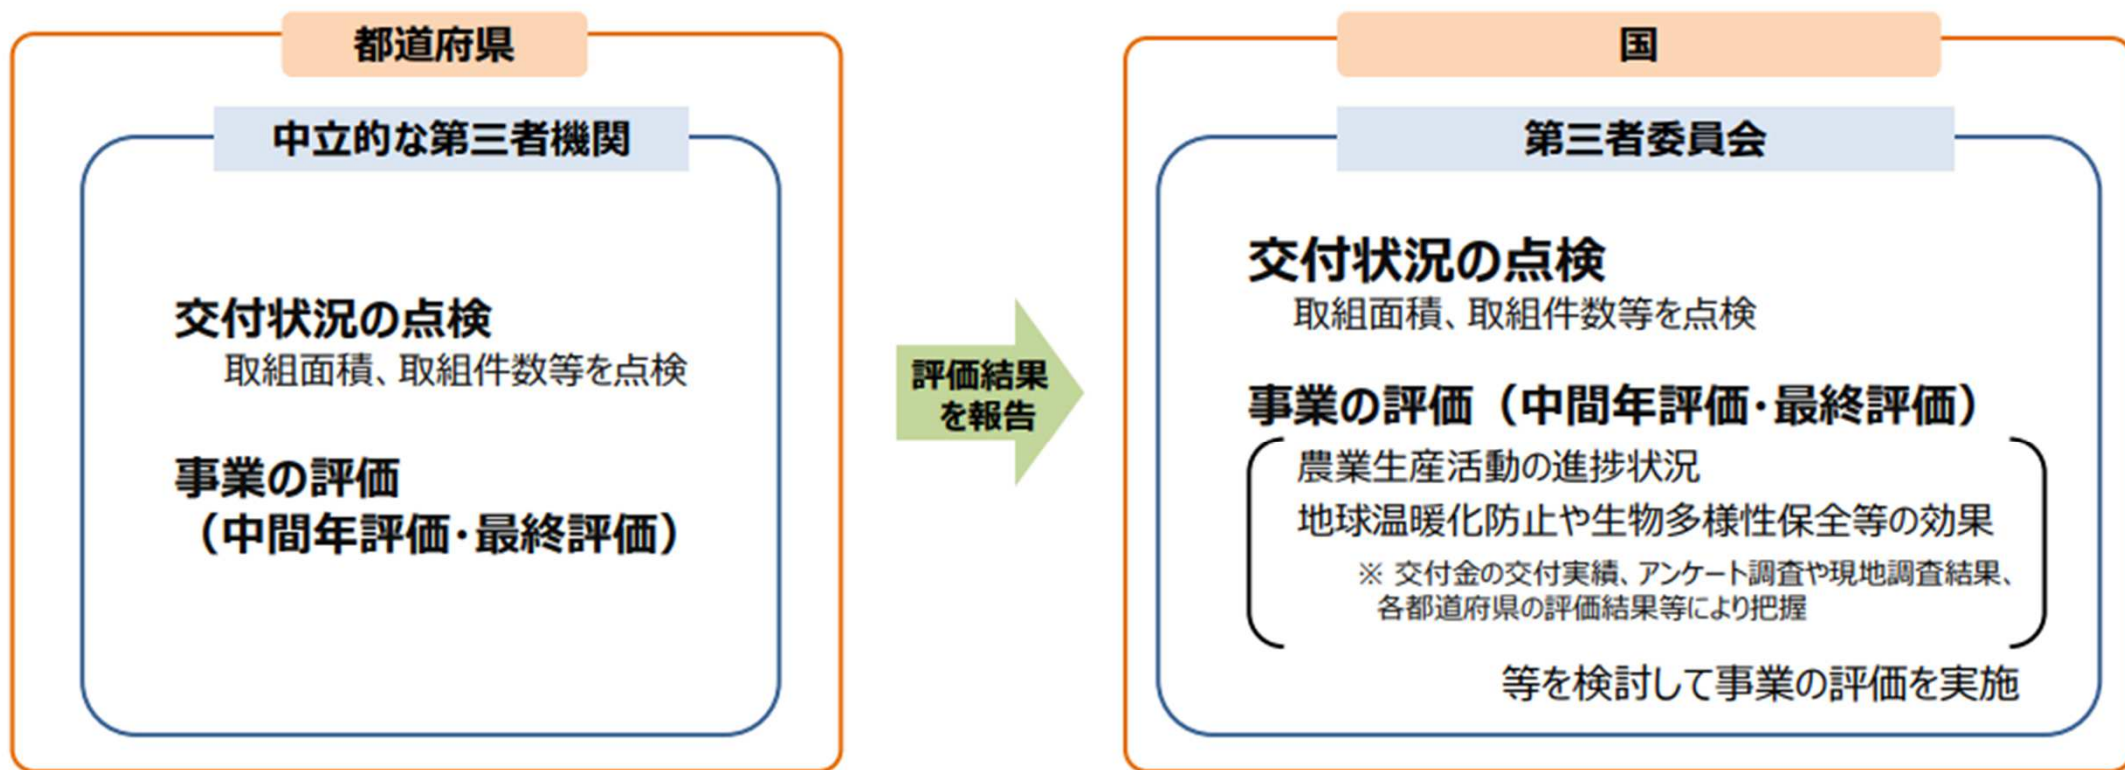 都道府県
中立的な第三者機関
交付状況の点検
取組面積、取組件数等を点検
事業の評価
（中間年評価･最終評価）
評価結果
を報告
国
第三者委員会
交付状況の点検
取組面積、取組件数等を点検
事業の評価（中間年評価･最終評価）
農業生産活動の進捗状況
地球温暖化防止や生物多様性保全等の効果
※ 交付金の交付実績、アンケート調査や現地調査結果、
各都道府県の評価結果等により把握
等を検討して事業の評価を実施